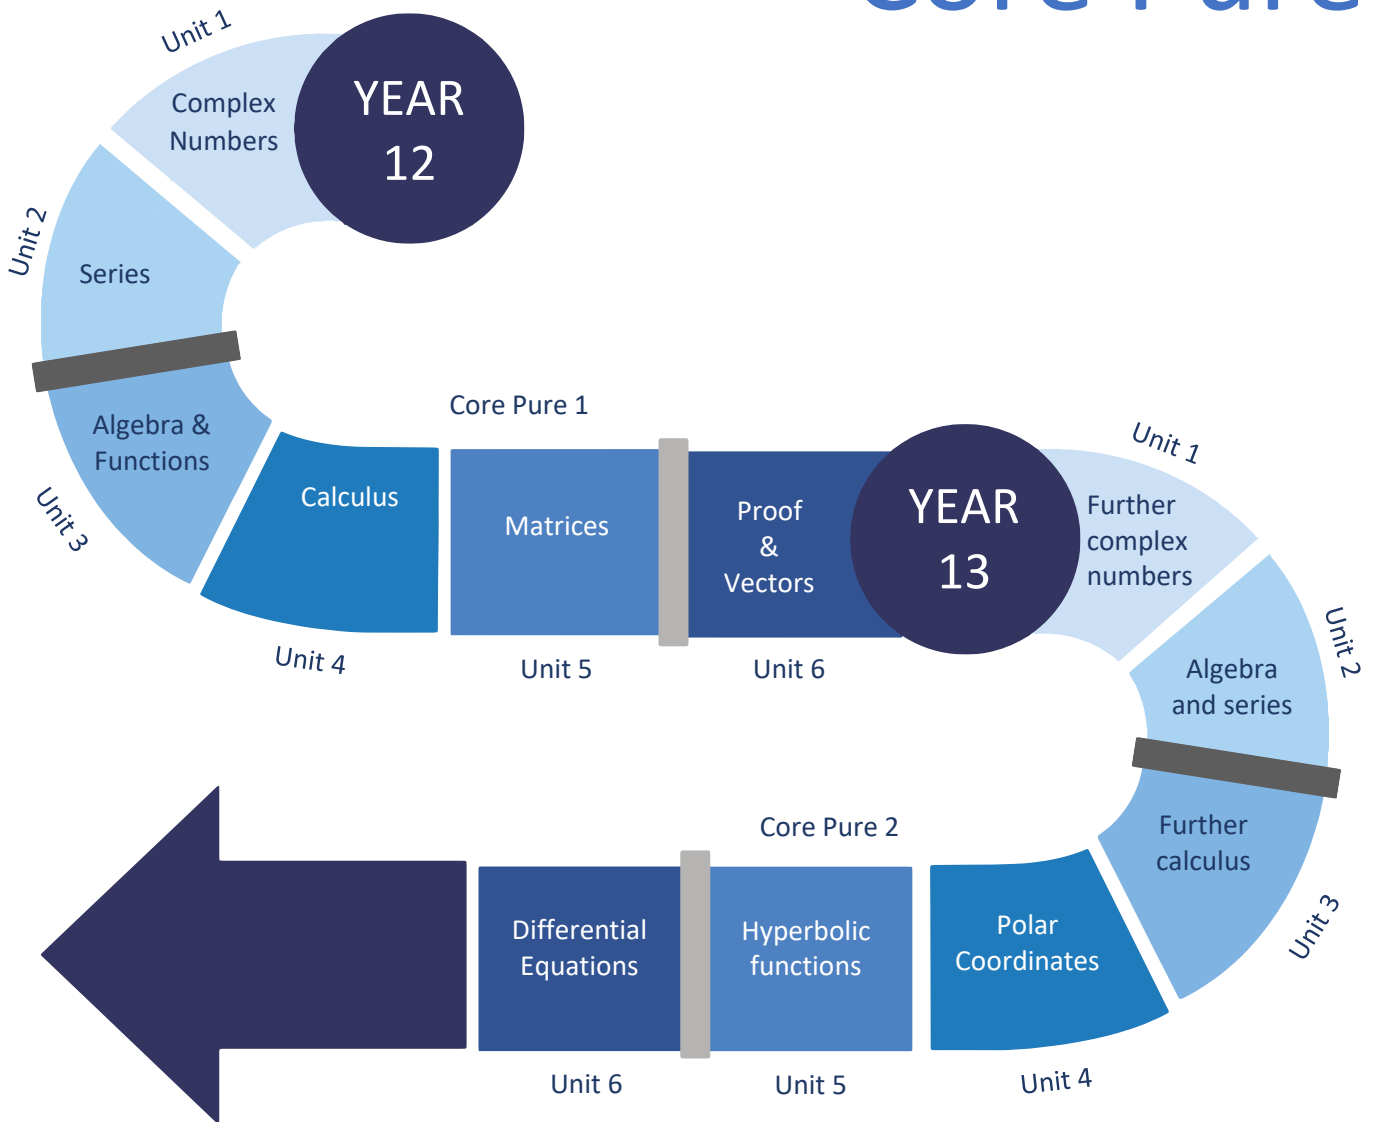 Core Pure
Unit 1
Complex
Numbers
YEAR
12
Unit 2
Series
Algebra &
Functions
Unit 3
Core Pure 1
Calculus
Unit 4
Matrices
Unit 5
Proof
&
Vectors
Unit 6
YEAR
13
Unit 1
Further
complex
numbers
Unit 2
Algebra
and series
Further
calculus
Unit 3
Core Pure 2
Polar
Coordinates
Unit 4
Hyperbolic
functions
Unit 5
Differential
Equations
Unit 6